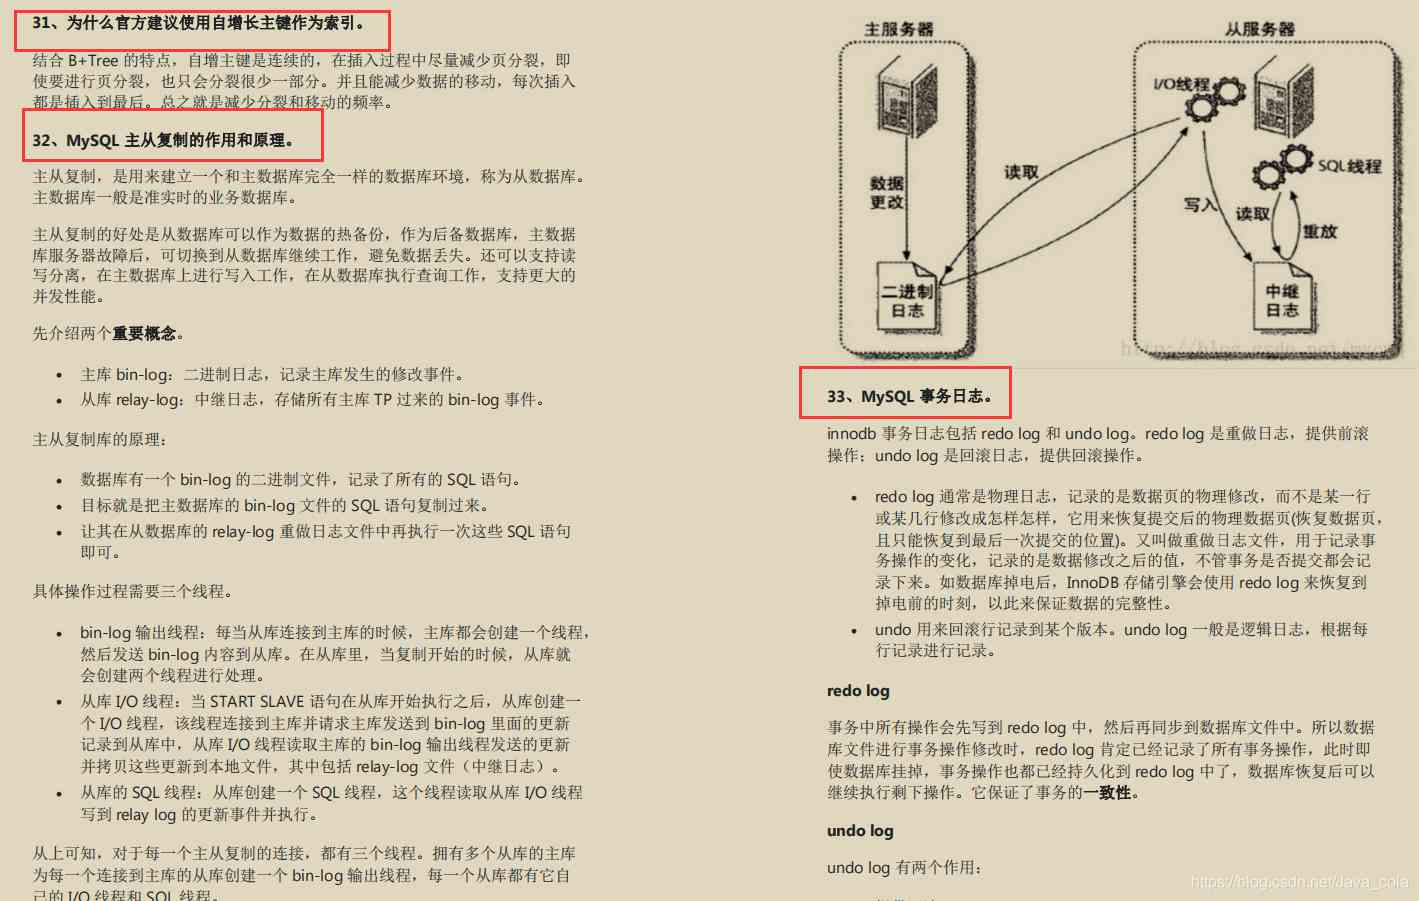 31、为什么官方建议使用自增长主键作为索引。
结合 B+Tree 的特点，自增主键是连续的，在插入过程中尽量减少页分裂，即
使要进行页分裂，也只会分裂很少一部分。并且能减少数据的移动，每次插入
都是插入到最后。总之就是减少分裂和移动的频率。
32、MySQL 主从复制的作用和原理。
主从复制，是用来建立一个和主数据库完全一样的数据库环境，称为从数据库。
主数据库一般是准实时的业务数据库。
主从复制的好处是从数据库可以作为数据的热备份，作为后备数据库，主数据
库服务器故障后，可切换到从数据库继续工作，避免数据丢失。还可以支持读
写分离，在主数据库上进行写入工作，在从数据库执行查询工作，支持更大的
并发性能。
先介绍两个重要概念。
• 主库 bin-log：二进制日志，记录主库发生的修改事件。
• 从库 relay-log：中继日志，存储所有主库 TP 过来的 bin-log 事件。
主从复制库的原理：
• 数据库有一个 bin-log 的二进制文件，记录了所有的 SQL 语句。
• 目标就是把主数据库的 bin-log 文件的 SQL 语句复制过来。
• 让其在从数据库的 relay-log 重做日志文件中再执行一次这些 SQL 语句
即可。
具体操作过程需要三个线程。
• bin-log 输出线程：每当从库连接到主库的时候，主库都会创建一个线程，
然后发送 bin-log 内容到从库。在从库里，当复制开始的时候，从库就
会创建两个线程进行处理。
• 从库 I/O 线程：当 START SLAVE 语句在从库开始执行之后，从库创建一
个 I/O 线程，该线程连接到主库并请求主库发送到 bin-log 里面的更新
记录到从库中，从库 I/O 线程读取主库的 bin-log 输出线程发送的更新
并拷贝这些更新到本地文件，其中包括 relay-log 文件（中继日志）。
• 从库的 SQL 线程：从库创建一个 SQL 线程，这个线程读取从库 I/O 线程
写到 relay log 的更新事件并执行。
从上可知，对于每一个主从复制的连接，都有三个线程。拥有多个从库的主库
为每一个连接到主库的从库创建一个 bin-log 输出线程，每一个从库都有它自
己的 I/O 线程和 SQL 线程。
主服务器
从服务器
I/O线程
SQL线程
读取
数据
更改
写入
读取
重放
二进制
日志
中继
日志
33、MySQL 事务日志。
innodb 事务日志包括 redo log 和 undo log。redo log 是重做日志，提供前滚
操作；undo log 是回滚日志，提供回滚操作。
• redo log 通常是物理日志，记录的是数据页的物理修改，而不是某一行
或某几行修改成怎样怎样，它用来恢复提交后的物理数据页(恢复数据页，
且只能恢复到最后一次提交的位置)。又叫做重做日志文件，用于记录事
务操作的变化，记录的是数据修改之后的值，不管事务是否提交都会记
录下来。如数据库掉电后，InnoDB 存储引擎会使用 redo log 来恢复到
掉电前的时刻，以此来保证数据的完整性。
• undo 用来回滚行记录到某个版本。undo log 一般是逻辑日志，根据每
行记录进行记录。
redo log
事务中所有操作会先写到 redo log 中，然后再同步到数据库文件中。所以数据
库文件进行事务操作修改时，redo log 肯定已经记录了所有事务操作，此时即
使数据库挂掉，事务操作也都已经持久化到 redo log 中了，数据库恢复后可以
继续执行剩下操作。它保证了事务的一致性。
undo log
undo log 有两个作用：
https://blog.csdn.net/Java_cola